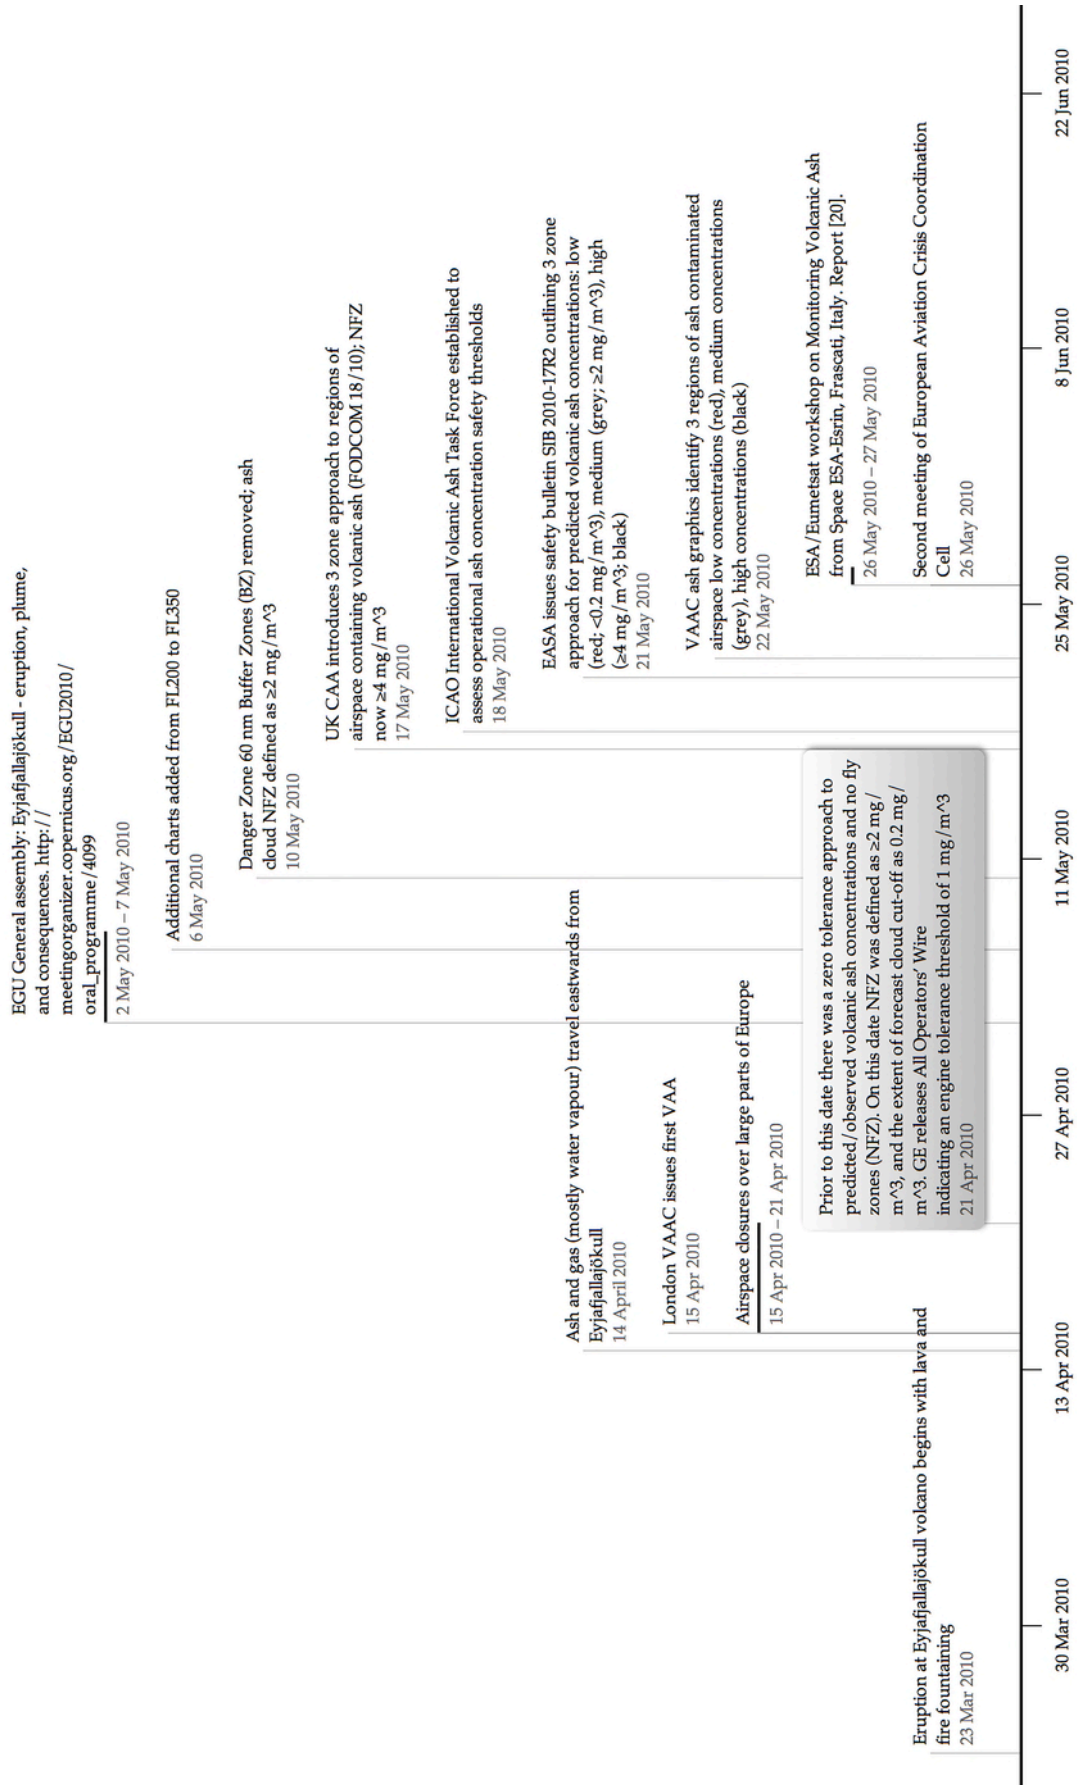 EGU General assembly: Eyjafjallajökull - eruption, plume,
and consequences. http://
meetingorganizer.copernicus.org/EGU2010/
oral_programme/4099
2 May 2010 – 7 May 2010
Additional charts added from FL200 to FL350
6 May 2010
Danger Zone 60 nm Buffer Zones (BZ) removed; ash
cloud NFZ defined as ≥2 mg/m^3
10 May 2010
UK CAA introduces 3 zone approach to regions of
airspace containing volcanic ash (FODCOM 18/10); NFZ
now ≥4 mg/m^3
17 May 2010
ICAO International Volcanic Ash Task Force established to
assess operational ash concentration safety thresholds
18 May 2010
EASA issues safety bulletin SIB 2010-17R2 outlining 3 zone
approach for predicted volcanic ash concentrations: low
(red; <0.2 mg/m^3), medium (grey; ≥2 mg/m^3), high
(≥4 mg/m^3; black)
21 May 2010
VAAC ash graphics identify 3 regions of ash contaminated
airspace low concentrations (red), medium concentrations
(grey), high concentrations (black)
22 May 2010
ESA/Eumetsat workshop on Monitoring Volcanic Ash
from Space ESA-Esrin, Frascati, Italy. Report [20].
26 May 2010 – 27 May 2010
Second meeting of European Aviation Crisis Coordination
Cell
26 May 2010
Ash and gas (mostly water vapour) travel eastwards from
Eyjafjallajökull
14 April 2010
London VAAC issues first VAA
15 Apr 2010
Airspace closures over large parts of Europe
15 Apr 2010 – 21 Apr 2010
Prior to this date there was a zero tolerance approach to
predicted/observed volcanic ash concentrations and no fly
zones (NFZ). On this date NFZ was defined as ≥2 mg/
m^3, and the extent of forecast cloud cut-off as 0.2 mg/
m^3. GE releases All Operators' Wire
indicating an engine tolerance threshold of 1 mg/m^3
21 Apr 2010
Eruption at Eyjafjallajökull volcano begins with lava and
fire fountaining
23 Mar 2010
30 Mar 2010
13 Apr 2010
27 Apr 2010
11 May 2010
25 May 2010
8 Jun 2010
22 Jun 2010